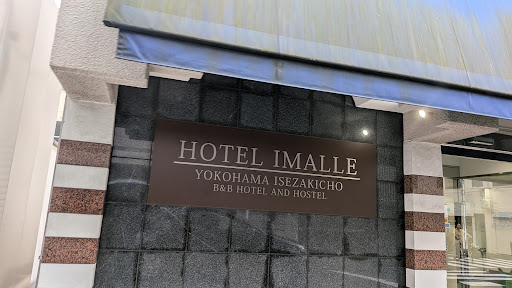 HOTEL IMALLE
YOKOHAMA ISEZAKICHO
B&B HOTEL AND HOSTEL